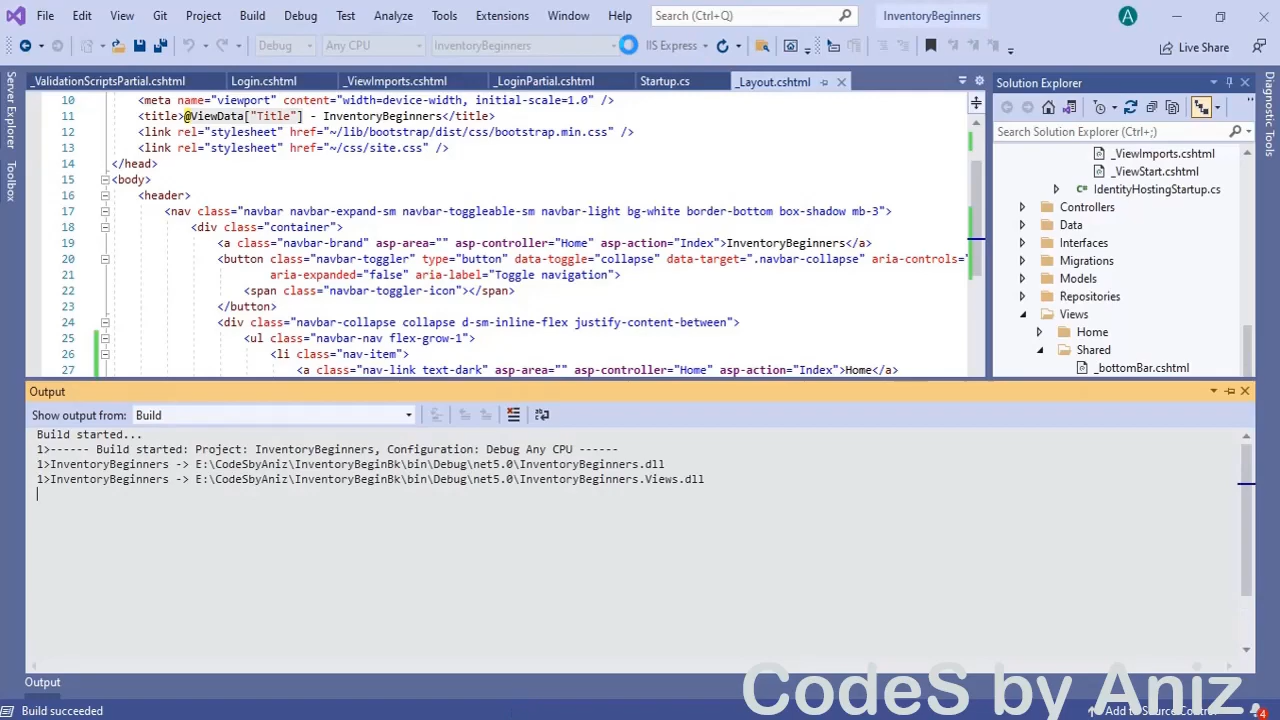 File Edit View Git Project Build Debug Test Analyze Tools Extensions Window Help Search (Ctrl+Q) InventoryBeginners A
Debug Any CPU InventoryBeginners IIS Express Live Share
Server Explorer
Toolbox
_ValidationScriptsPartial.cshtml Login.cshtml _ViewImports.cshtml _LoginPartial.cshtml Startup.cs _Layout.cshtml
10 <meta name="viewport" content="width=device-width, initial-scale=1.0" />
11 <title>@ViewData["Title"] - InventoryBeginners</title>
12 <link rel="stylesheet" href="~/lib/bootstrap/dist/css/bootstrap.min.css" />
13 <link rel="stylesheet" href="~/css/site.css" />
14 </head>
15 <body>
16 <header>
17 <nav class="navbar navbar-expand-sm navbar-toggleable-sm navbar-light bg-white border-bottom box-shadow mb-3">
18 <div class="container">
19 <a class="navbar-brand" asp-area="" asp-controller="Home" asp-action="Index">InventoryBeginners</a>
20 <button class="navbar-toggler" type="button" data-toggle="collapse" data-target=".navbar-collapse" aria-controls="
21 aria-expanded="false" aria-label="Toggle navigation">
22 <span class="navbar-toggler-icon"></span>
23 </button>
24 <div class="navbar-collapse collapse d-sm-inline-flex justify-content-between">
25 <ul class="navbar-nav flex-grow-1">
26 <li class="nav-item">
27 <a class="nav-link text-dark" asp-area="" asp-controller="Home" asp-action="Index">Home</a>
Solution Explorer
Search Solution Explorer (Ctrl+;)
_ViewImports.cshtml
_ViewStart.cshtml
IdentityHostingStartup.cs
Controllers
Data
Interfaces
Migrations
Models
Repositories
Views
Home
Shared
_bottomBar.cshtml
Diagnostic Tools
Output
Show output from: Build
Build started...
1>------ Build started: Project: InventoryBeginners, Configuration: Debug Any CPU ------
1>InventoryBeginners -> E:\CodesbyAniz\InventoryBeginBk\bin\Debug\net5.0\InventoryBeginners.dll
1>InventoryBeginners -> E:\CodesbyAniz\InventoryBeginBk\bin\Debug\net5.0\InventoryBeginners.Views.dll
Output
CodeS by Aniz
Build succeeded Add to Source Control 4